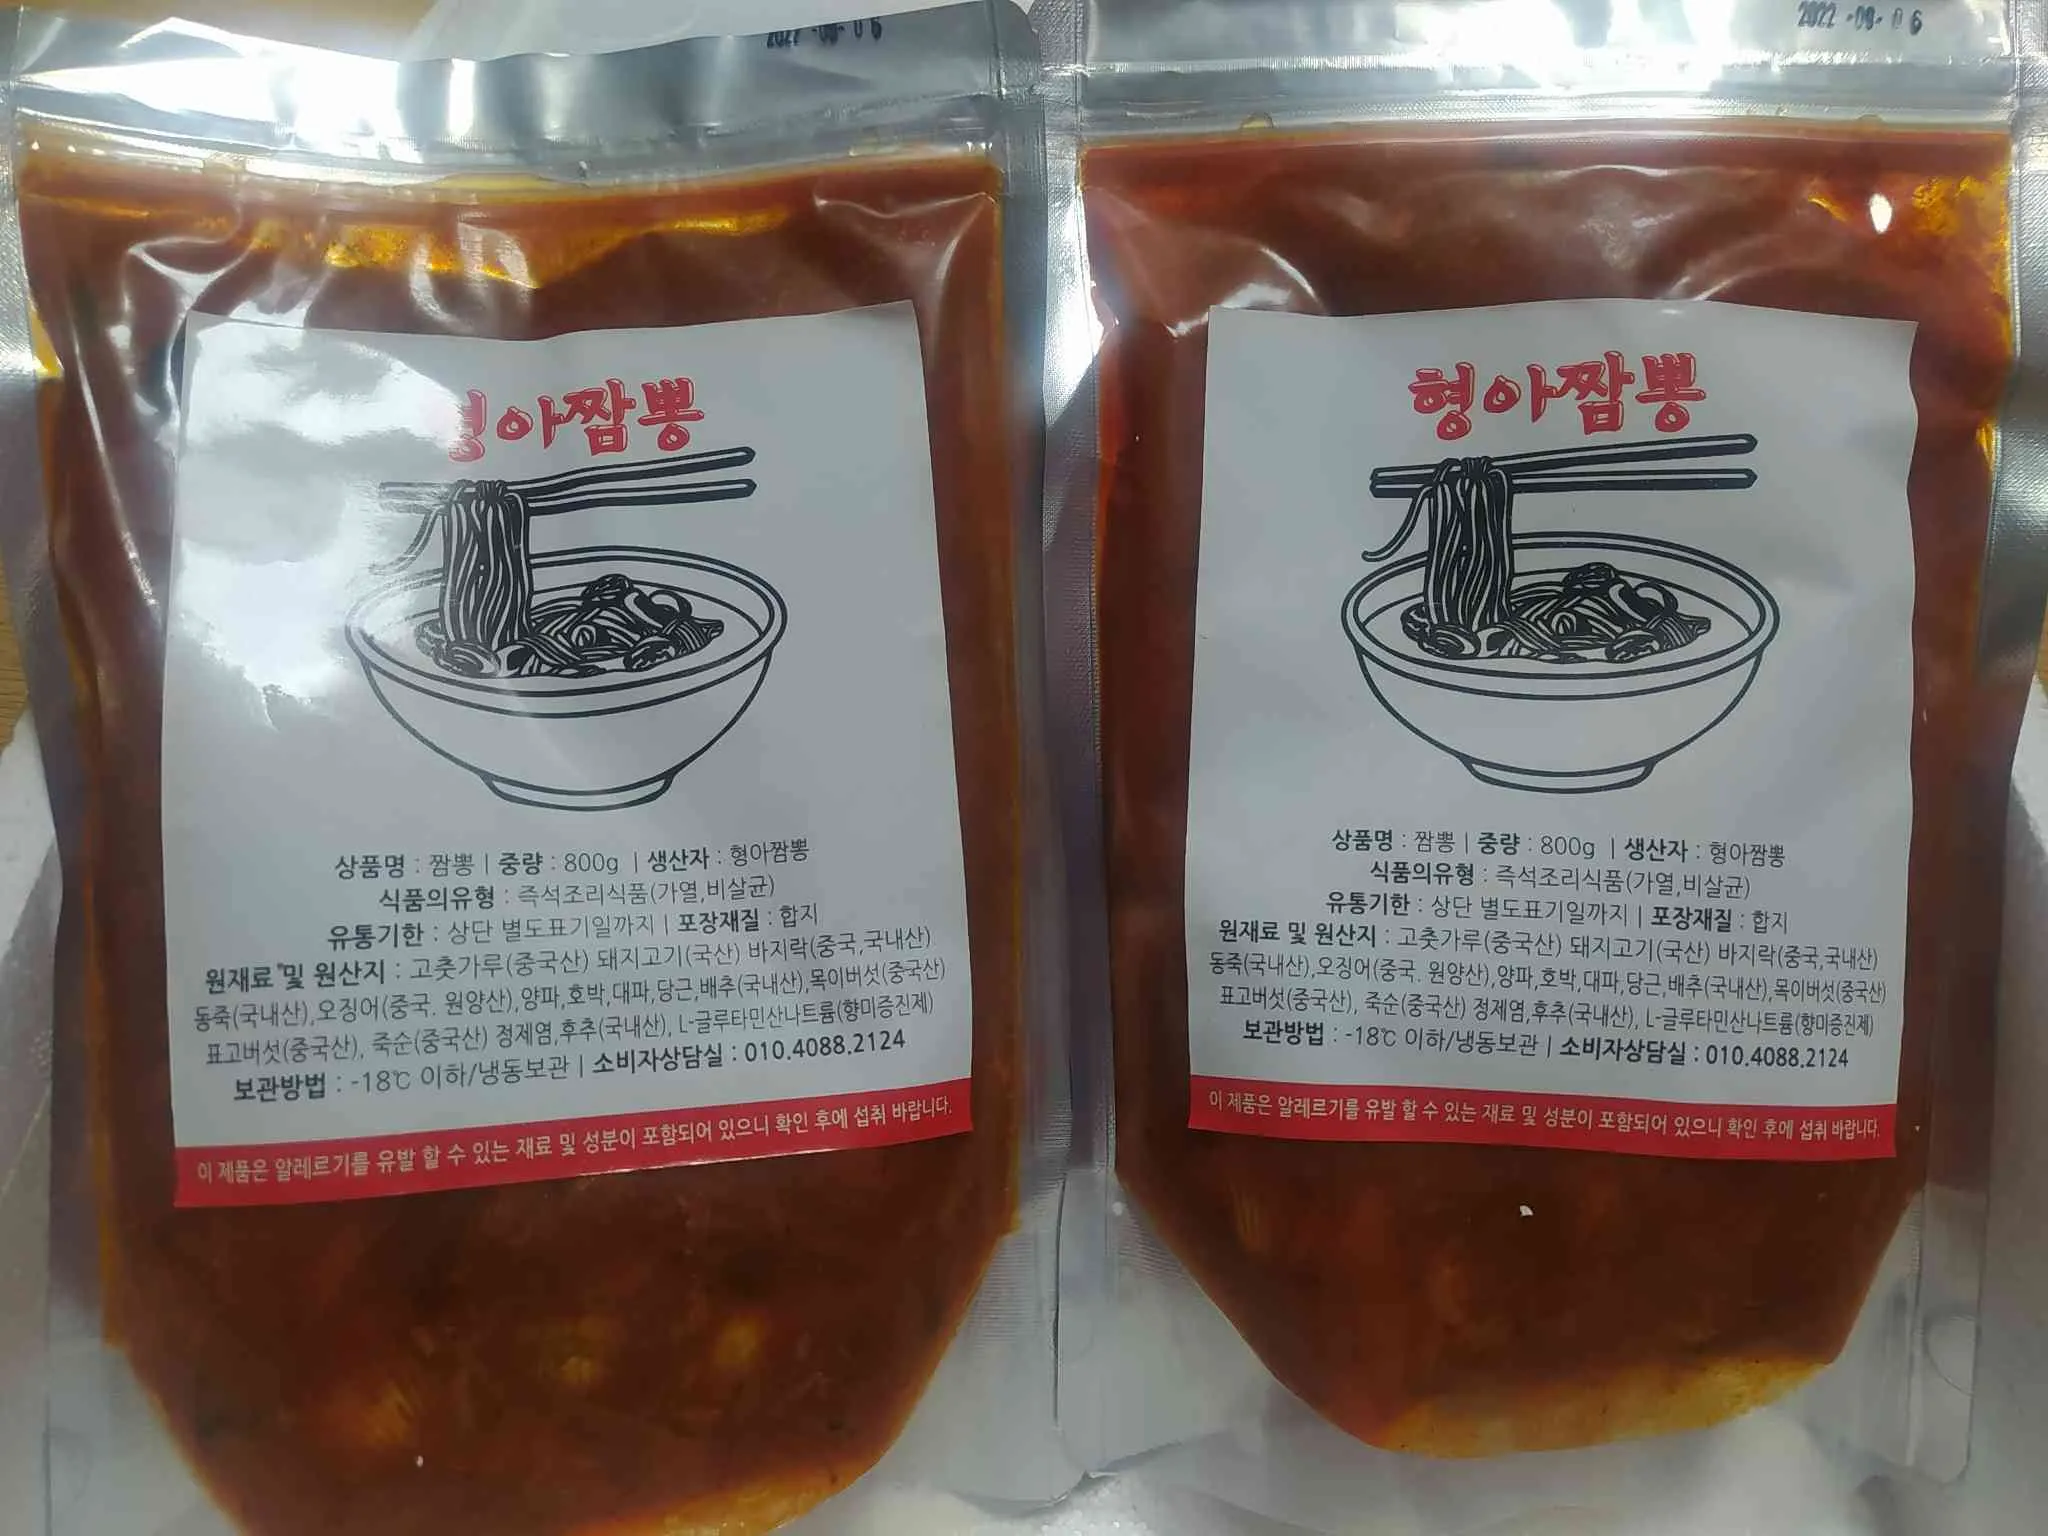 2022 -09- 06
형아짬뽕
상품명 : 짬뽕 | 중량 : 800g | 생산자 : 형아짬뽕
식품의유형 : 즉석조리식품(가열,비살균)
유통기한 : 상단 별도표기일까지 | 포장재질 : 합지
원재료 및 원산지 : 고춧가루(중국산) 돼지고기(국산) 바지락(중국,국내산)
동죽(국내산),오징어(중국. 원양산),양파,호박,대파,당근,배추(국내산),목이버섯(중국산)
표고버섯(중국산), 죽순(중국산) 정제염,후추(국내산), L-글루타민산나트륨(향미증진제)
보관방법 : -18℃ 이하/냉동보관 | 소비자상담실 : 010.4088.2124
이 제품은 알레르기를 유발 할 수 있는 재료 및 성분이 포함되어 있으니 확인 후에 섭취 바랍니다.
2022 -09- 06
형아짬뽕
상품명 : 짬뽕 | 중량 : 800g | 생산자 : 형아짬뽕
식품의유형 : 즉석조리식품(가열,비살균)
유통기한 : 상단 별도표기일까지 | 포장재질 : 합지
원재료 및 원산지 : 고춧가루(중국산) 돼지고기(국산) 바지락(중국,국내산)
동죽(국내산),오징어(중국. 원양산),양파,호박,대파,당근,배추(국내산),목이버섯(중국산)
표고버섯(중국산), 죽순(중국산) 정제염,후추(국내산), L-글루타민산나트륨(향미증진제)
보관방법 : -18℃ 이하/냉동보관 | 소비자상담실 : 010.4088.2124
이 제품은 알레르기를 유발 할 수 있는 재료 및 성분이 포함되어 있으니 확인 후에 섭취 바랍니다.